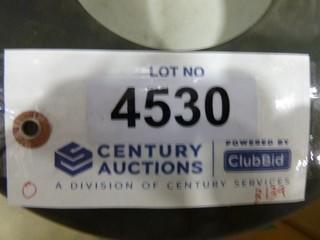 LOT NO
4530
CENTURY AUCTIONS
POWERED BY
ClubBid
A DIVISION OF CENTURY SERVICES